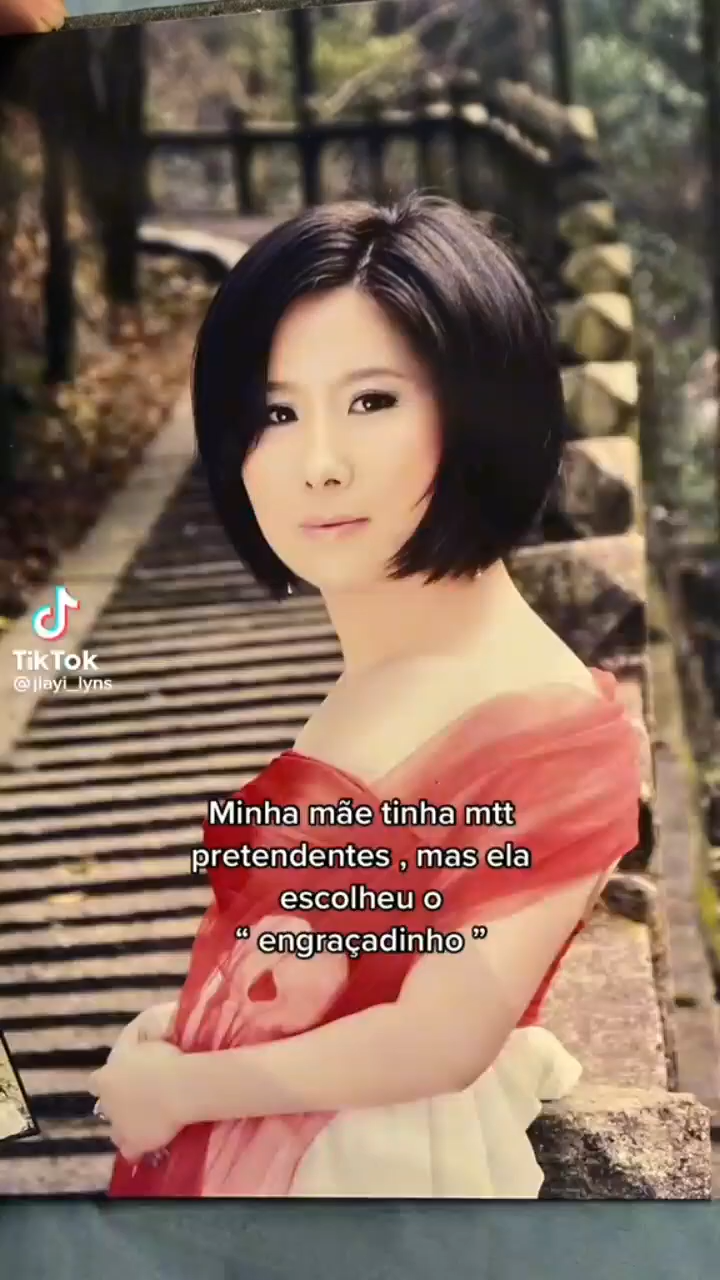 TikTok
@jiayi_lyns
Minha mãe tinha mtt
pretendentes , mas ela
escolheu o
“ engraçadinho ”